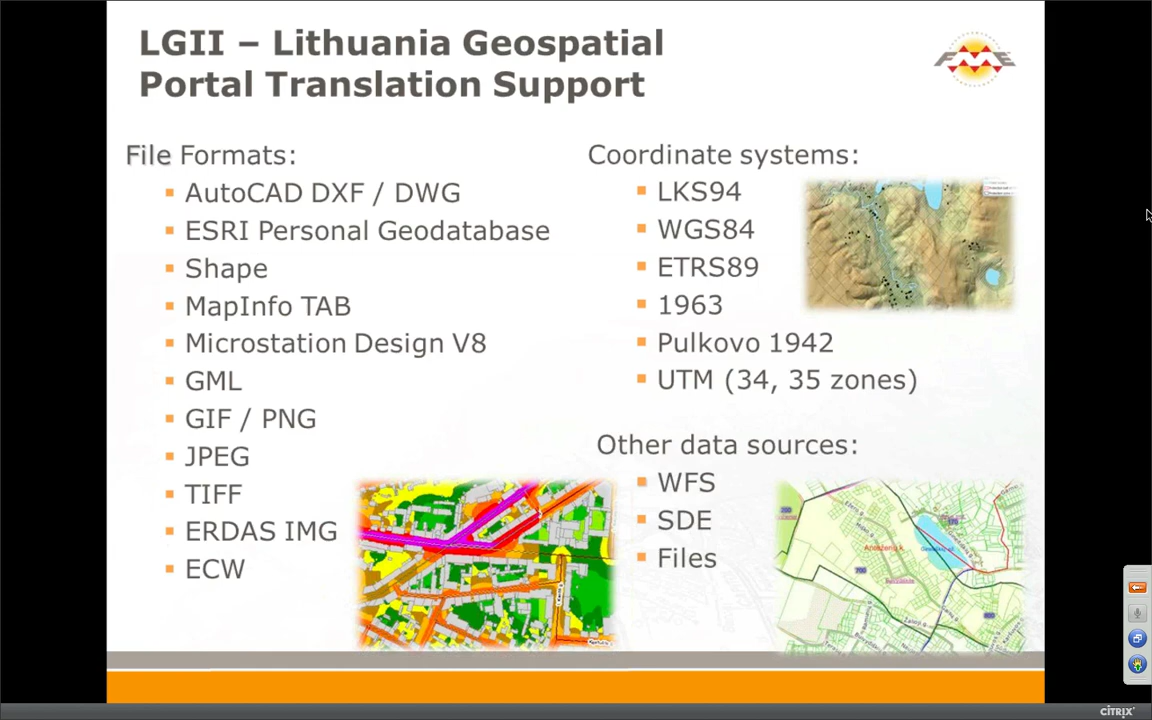 LGII – Lithuania Geospatial
Portal Translation Support
FME
File Formats:
AutoCAD DXF / DWG
ESRI Personal Geodatabase
Shape
MapInfo TAB
Microstation Design V8
GML
GIF / PNG
JPEG
TIFF
ERDAS IMG
ECW
Coordinate systems:
LKS94
WGS84
ETRS89
1963
Pulkovo 1942
UTM (34, 35 zones)
Other data sources:
WFS
SDE
Files
CITRIX